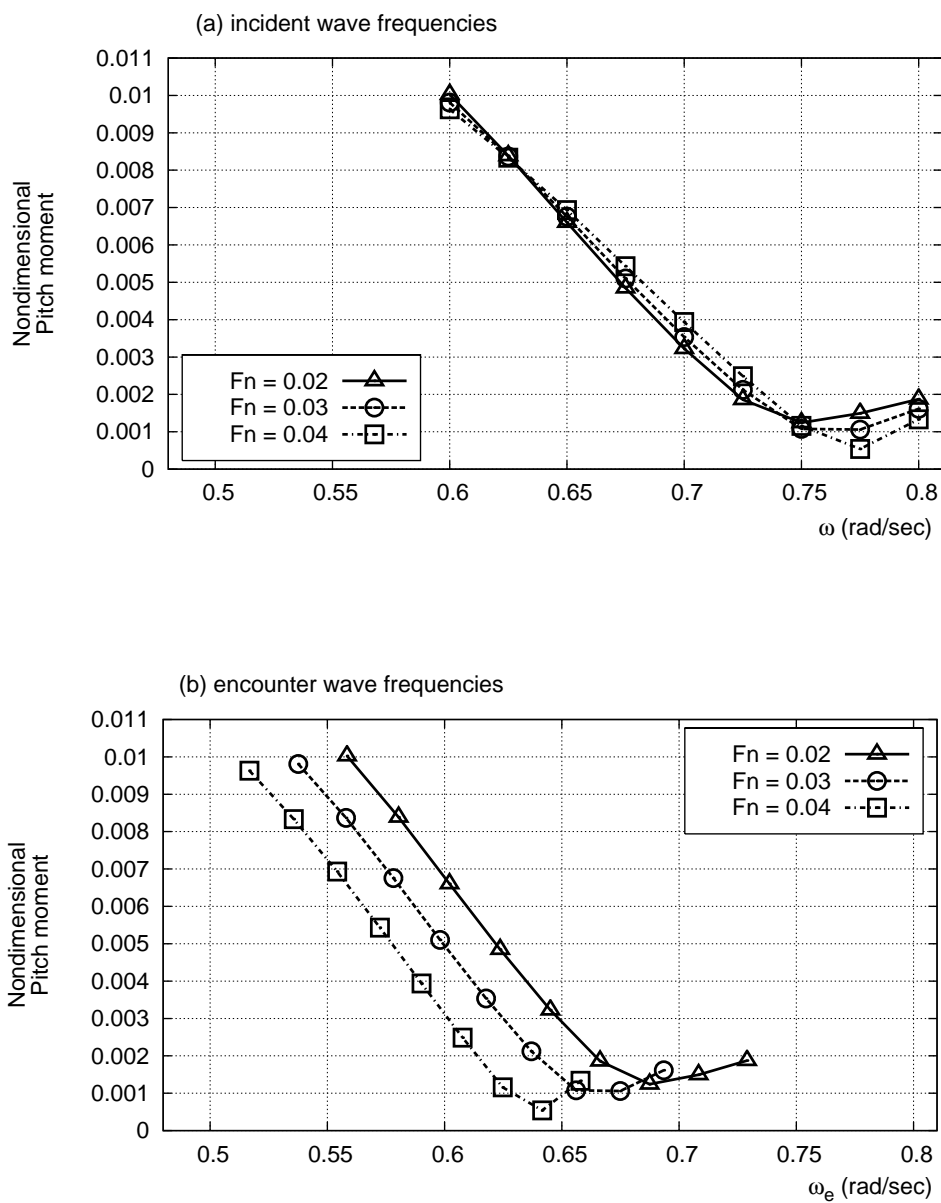 (a) incident wave frequencies
0.011
0.01
0.009
0.008
0.007
0.006
0.005
0.004
0.003
0.002
0.001
0
Nondimensional
Pitch moment
Fn = 0.02
Fn = 0.03
Fn = 0.04
0.5 0.55 0.6 0.65 0.7 0.75 0.8
ω (rad/sec)
(b) encounter wave frequencies
0.011
0.01
0.009
0.008
0.007
0.006
0.005
0.004
0.003
0.002
0.001
0
Nondimensional
Pitch moment
Fn = 0.02
Fn = 0.03
Fn = 0.04
0.5 0.55 0.6 0.65 0.7 0.75 0.8
ωe (rad/sec)